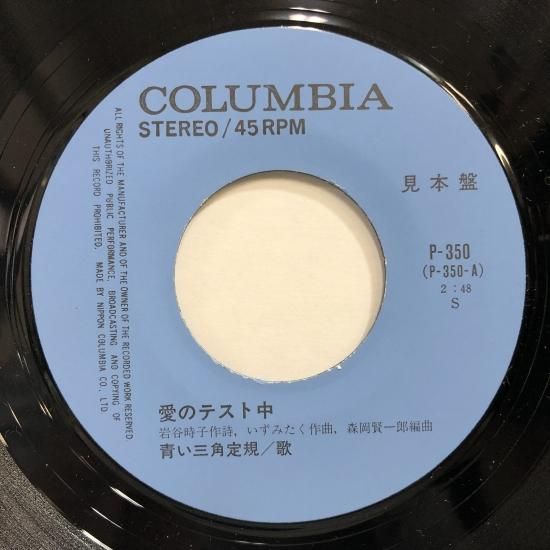 COLUMBIA
STEREO/45RPM
見本盤
P-350
(P-350-A)
2:48
S
ALL RIGHTS OF THE MANUFACTURER AND OF THE OWNER OF THE RECORDED WORK RESERVED
UNAUTHORIZED PUBLIC PERFORMANCE, BROADCASTING AND COPYING OF
THIS RECORD PROHIBITED. MADE BY NIPPON COLUMBIA CO., LTD.
愛のテスト中
岩谷時子作詩, いずみたく作曲, 森岡賢一郎編曲
青い三角定規/歌